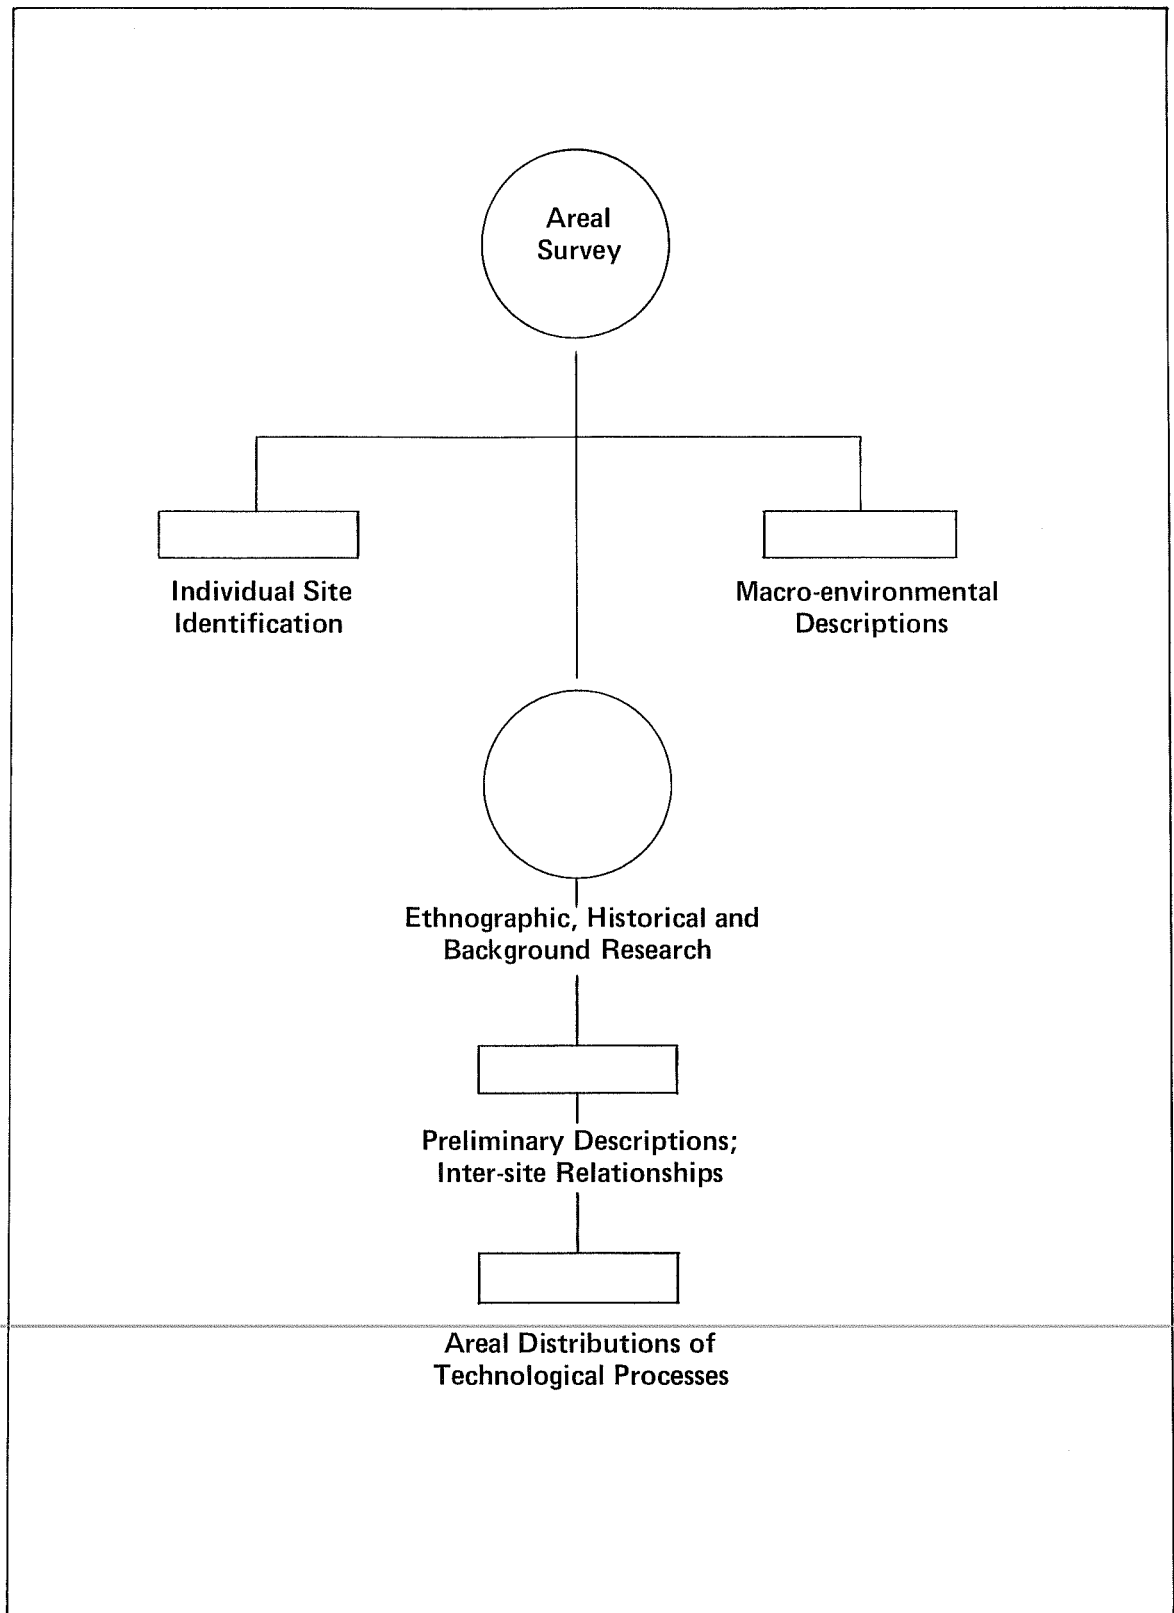 Areal
Survey
Individual Site
Identification
Macro-environmental
Descriptions
Ethnographic, Historical and
Background Research
Preliminary Descriptions;
Inter-site Relationships
Areal Distributions of
Technological Processes